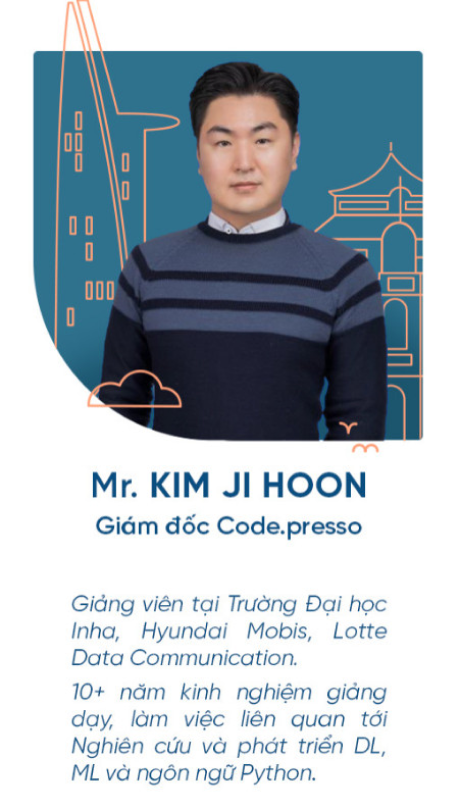 Mr. KIM JI HOON
Giám đốc Code.presso
Giảng viên tại Trường Đại học
Inha, Hyundai Mobis, Lotte
Data Communication.
10+ năm kinh nghiệm giảng
dạy, làm việc liên quan tới
Nghiên cứu và phát triển DL,
ML và ngôn ngữ Python.